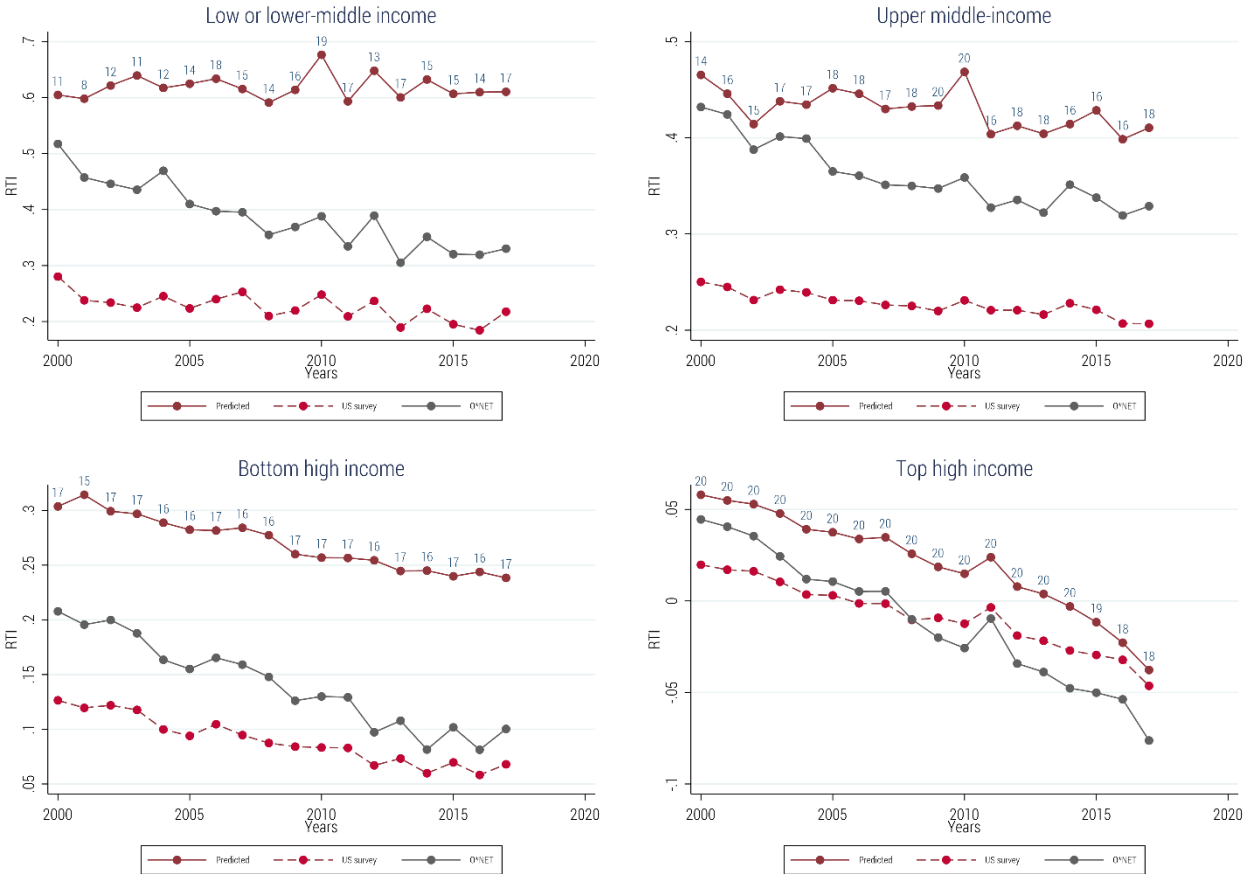 Low or lower-middle income
.7
.6
.5
.4
.3
.2
RTI
11 8 12 11 12 14 18 15 14 16 19 17 13 17 15 15 14 17
2000 2005 2010 2015 2020
Years
Predicted US survey O*NET
Upper middle-income
.5
.4
.3
.2
RTI
14 16 15 17 17 18 18 17 18 20 20 16 18 18 16 18 16 18
2000 2005 2010 2015 2020
Years
Predicted US survey O*NET
Bottom high income
.3
.25
.2
.15
.1
.05
RTI
17 15 17 17 16 16 17 16 16 17 17 17 16 17 16 17 16 17
2000 2005 2010 2015 2020
Years
Predicted US survey O*NET
Top high income
.05
0
-.05
-.1
RTI
20 20 20 20 20 20 20 20 20 20 20 20 20 20 20 19 18 18
2000 2005 2010 2015 2020
Years
Predicted US survey O*NET